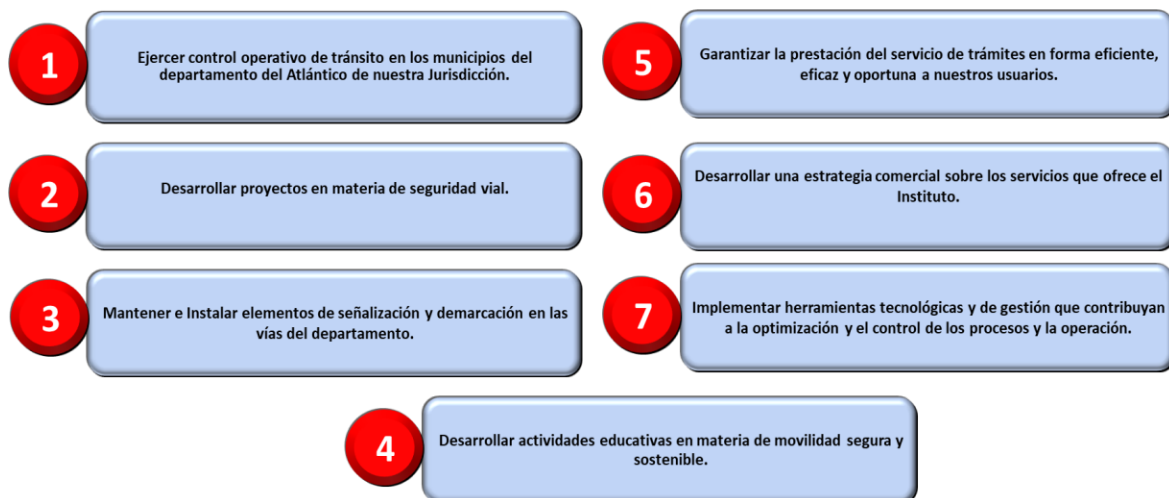 1
Ejercer control operativo de tránsito en los municipios del
departamento del Atlántico de nuestra Jurisdicción.
2
Desarrollar proyectos en materia de seguridad vial.
3
Mantener e Instalar elementos de señalización y demarcación en las
vías del departamento.
4
Desarrollar actividades educativas en materia de movilidad segura y
sostenible.
5
Garantizar la prestación del servicio de trámites en forma eficiente,
eficaz y oportuna a nuestros usuarios.
6
Desarrollar una estrategia comercial sobre los servicios que ofrece el
Instituto.
7
Implementar herramientas tecnológicas y de gestión que contribuyan
a la optimización y el control de los procesos y la operación.